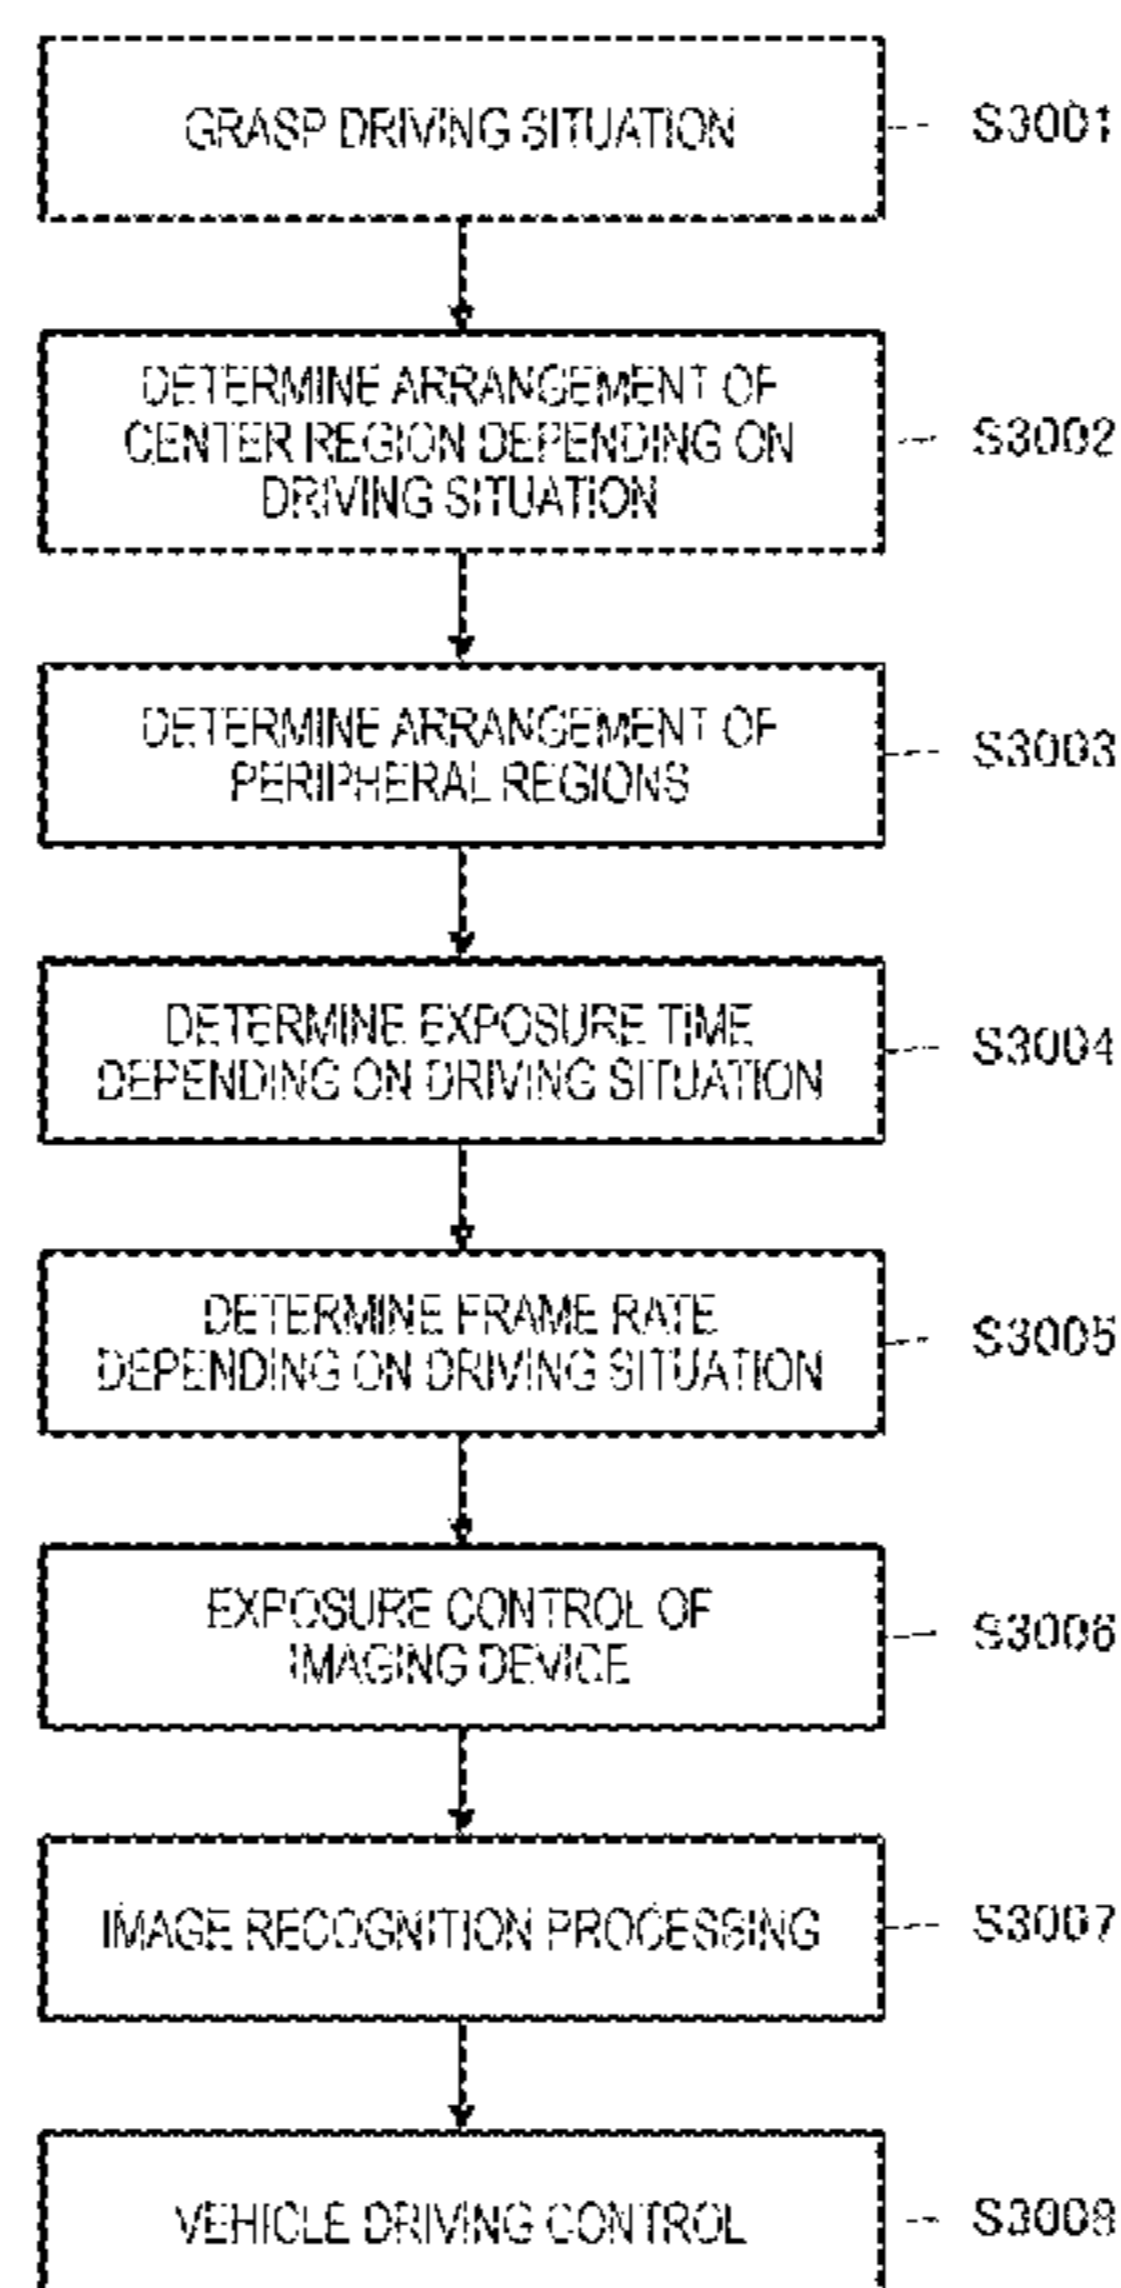 GRASP DRIVING SITUATION
S3001
DETERMINE ARRANGEMENT OF
CENTER REGION DEPENDING ON
DRIVING SITUATION
S3002
DETERMINE ARRANGEMENT OF
PERIPHERAL REGIONS
S3003
DETERMINE EXPOSURE TIME
DEPENDING ON DRIVING SITUATION
S3004
DETERMINE FRAME RATE
DEPENDING ON DRIVING SITUATION
S3005
EXPOSURE CONTROL OF
IMAGING DEVICE
S3006
IMAGE RECOGNITION PROCESSING
S3007
VEHICLE DRIVING CONTROL
S3008